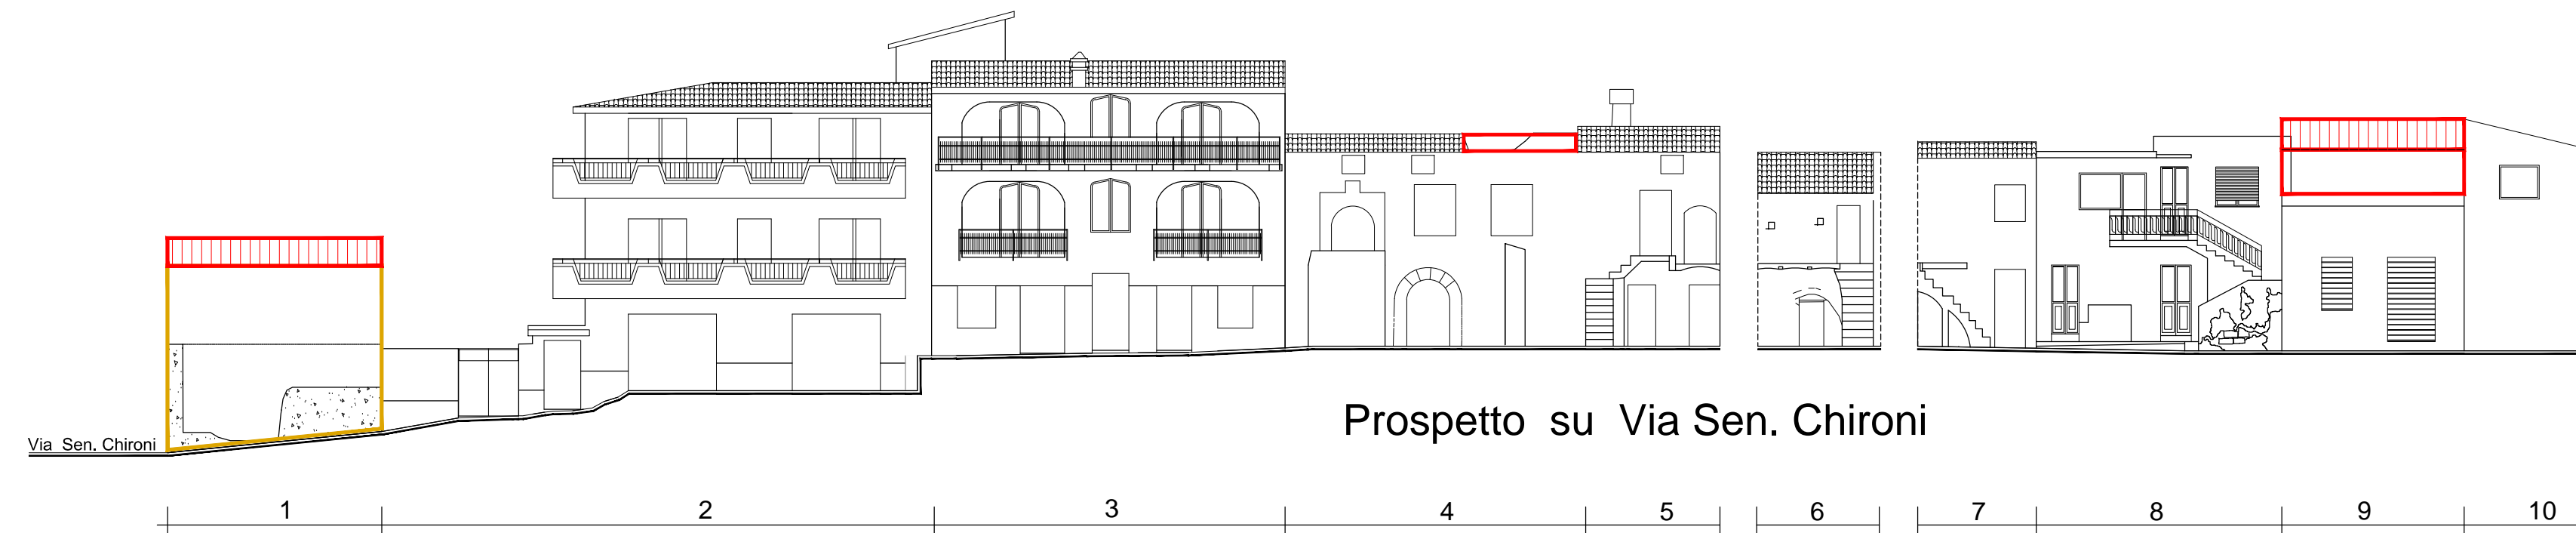 Prospetto su Via Sen. Chironi
Via Sen. Chironi
1 2 3 4 5 6 7 8 9 10